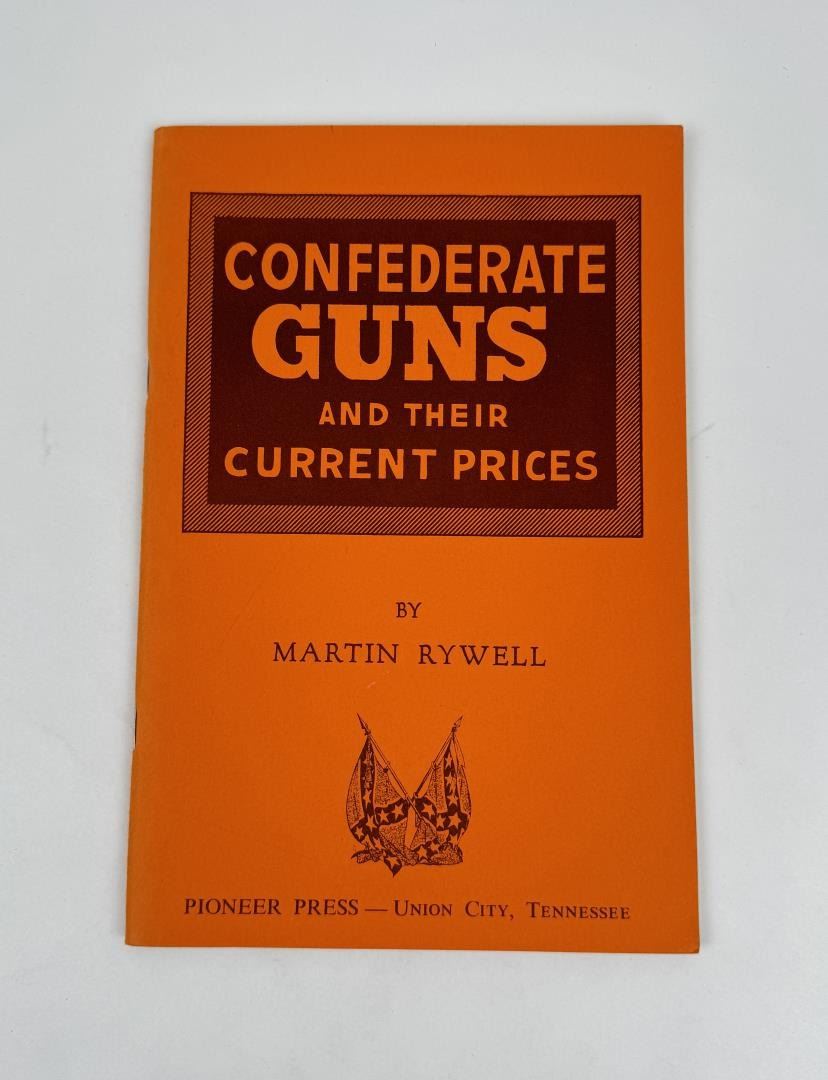 CONFEDERATE
GUNS
AND THEIR
CURRENT PRICES
BY
MARTIN RYWELL
PIONEER PRESS — UNION CITY, TENNESSEE